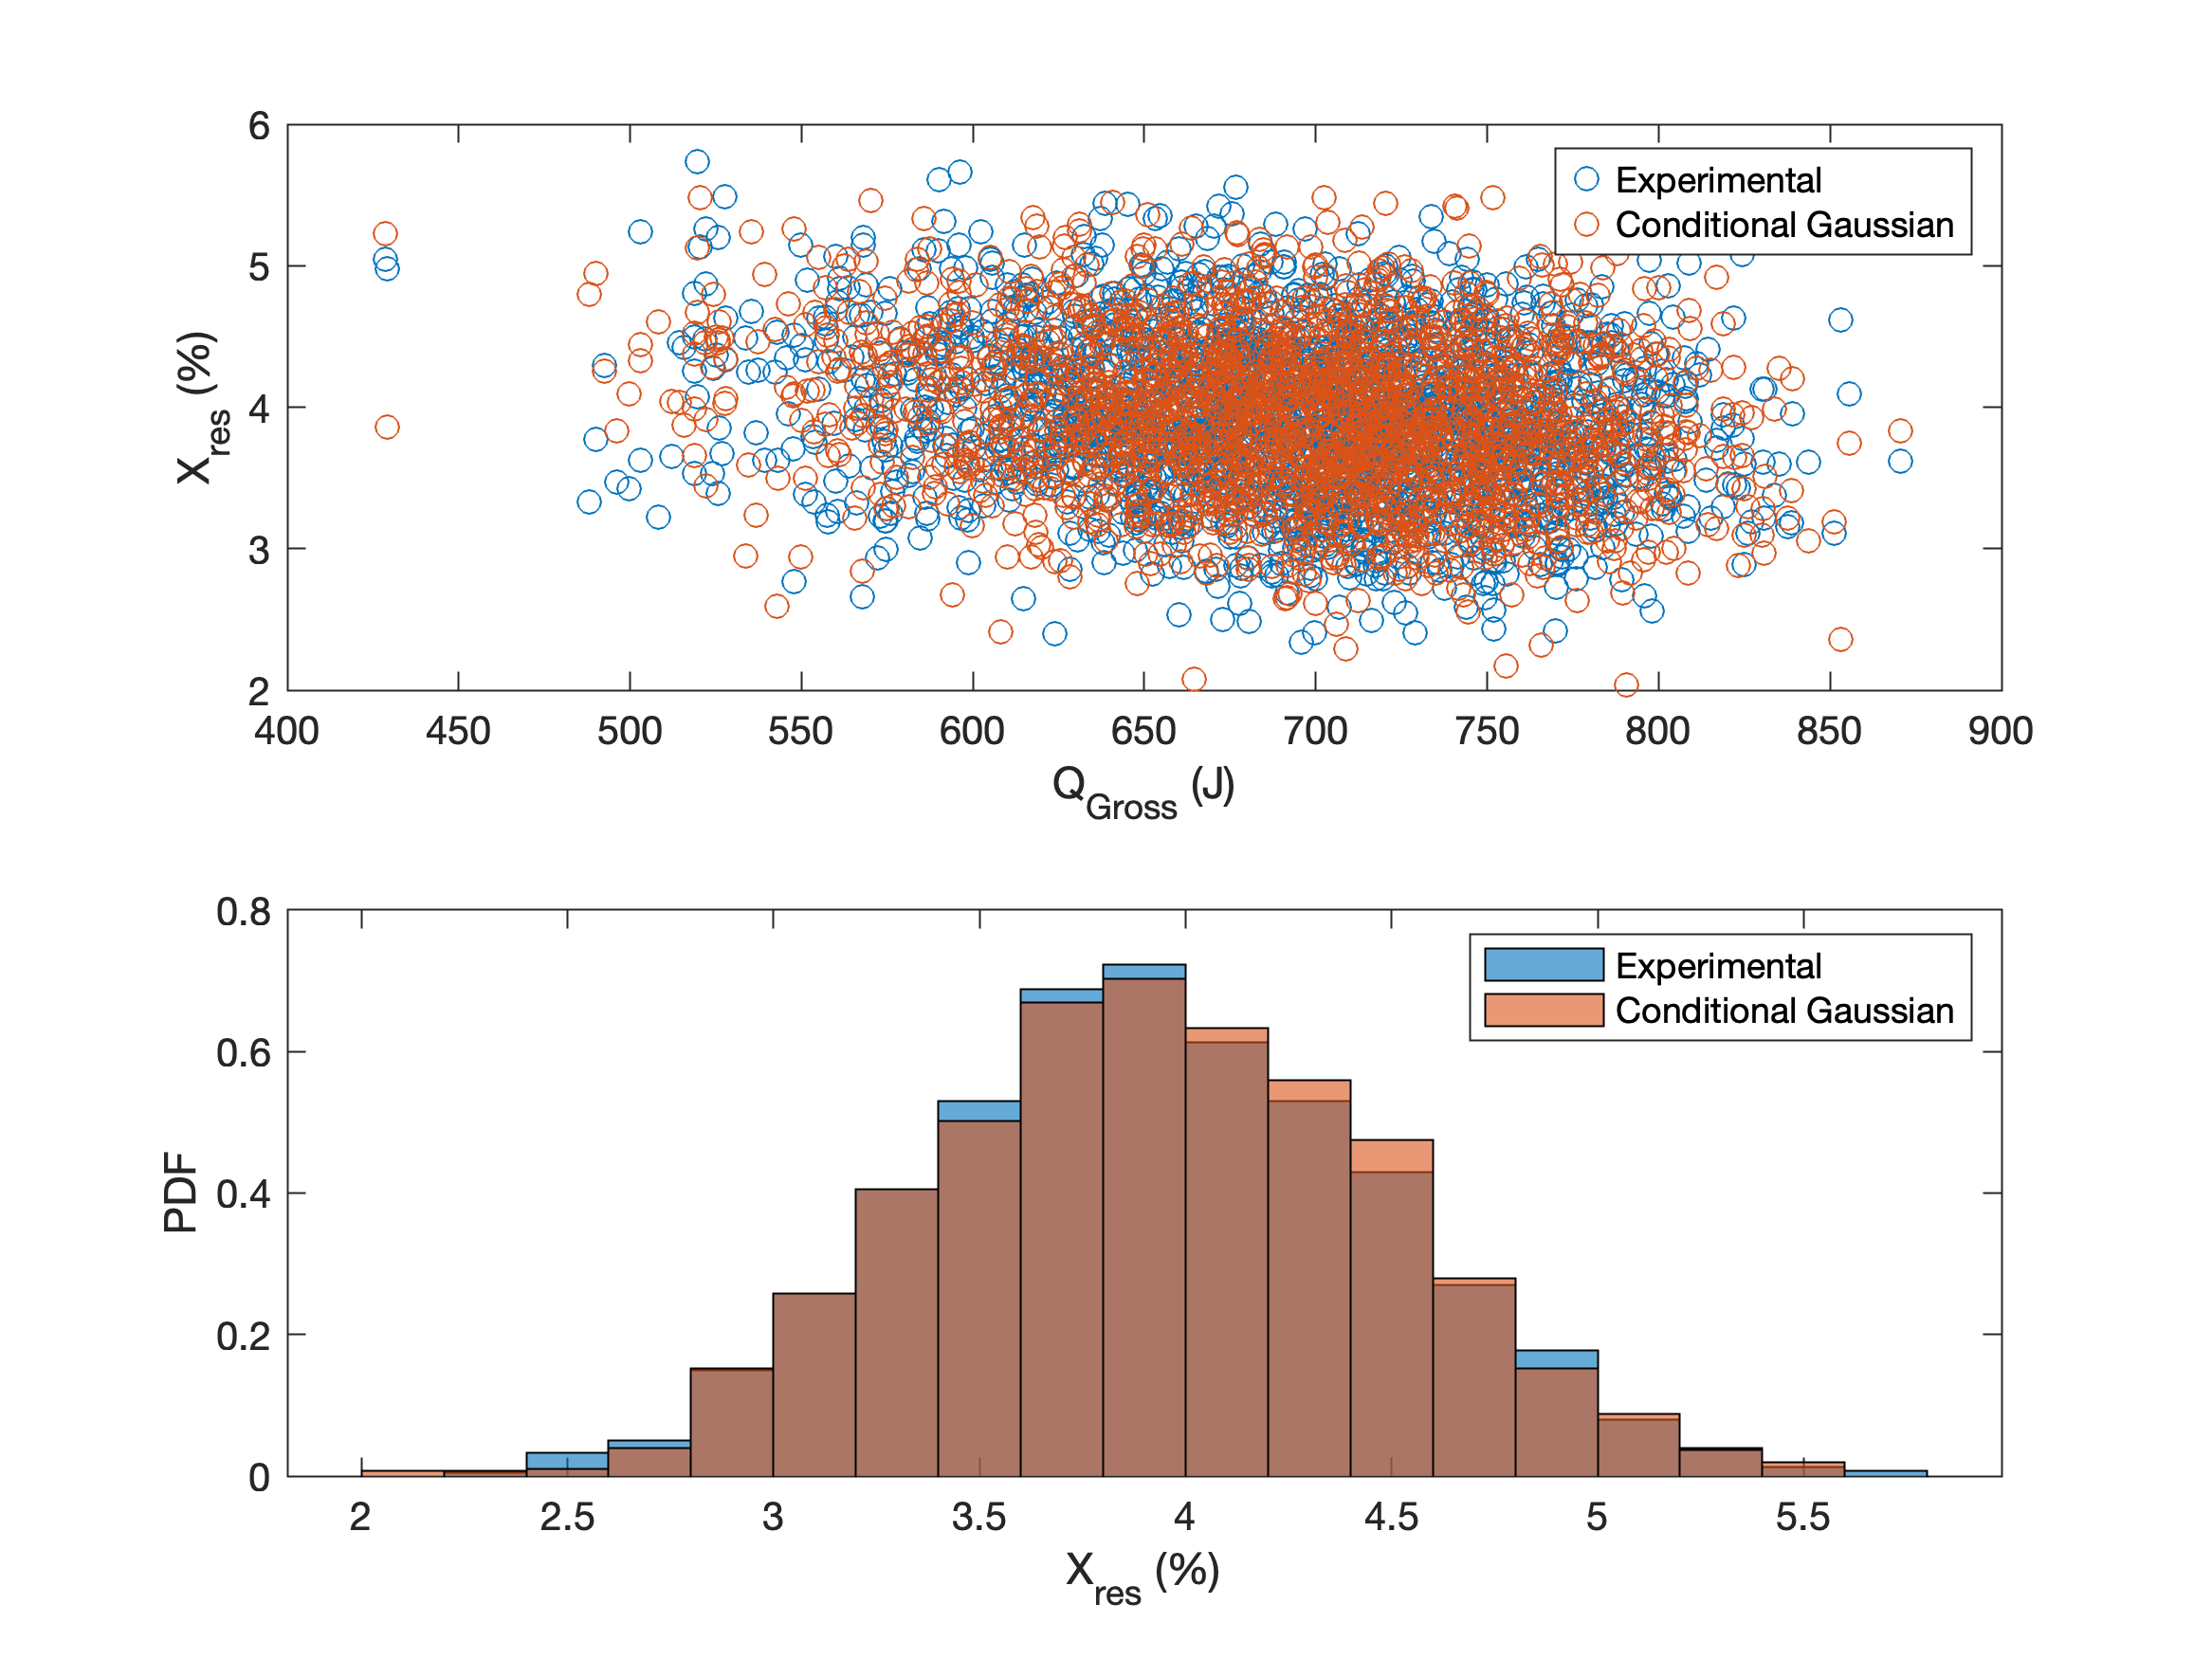 6
5
4
3
2
X_res (%)
Experimental
Conditional Gaussian
400 450 500 550 600 650 700 750 800 850 900
Q_Gross (J)
0.8
0.6
0.4
0.2
0
PDF
Experimental
Conditional Gaussian
2 2.5 3 3.5 4 4.5 5 5.5
X_res (%)